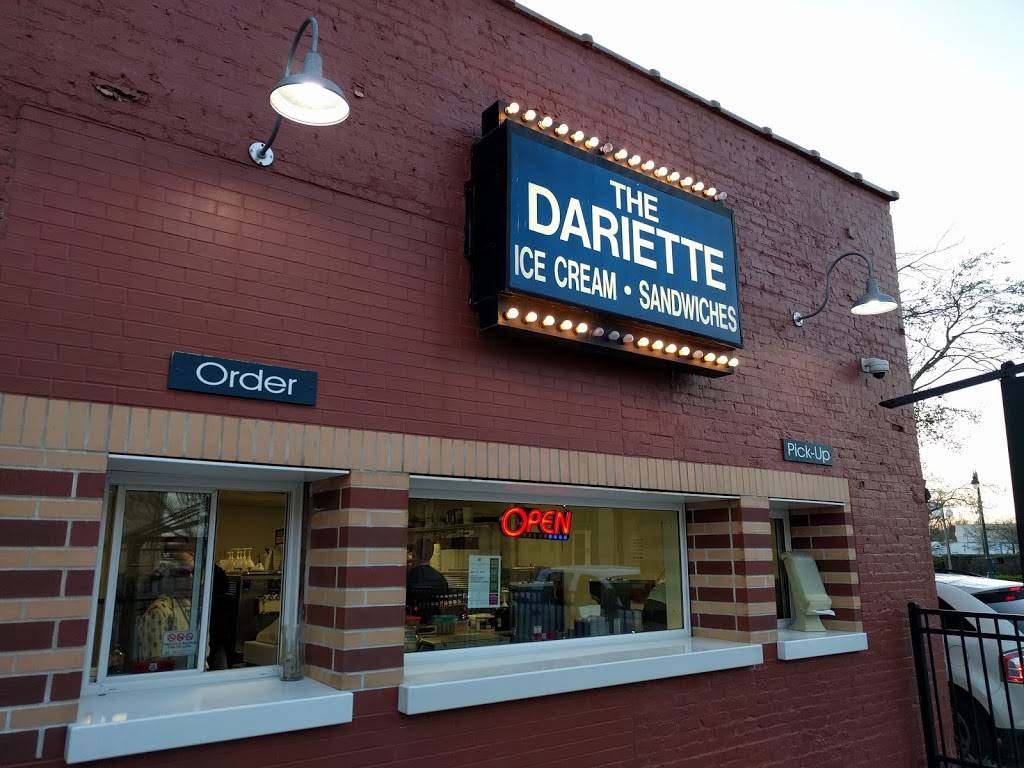 THE
DARIETTE
ICE CREAM • SANDWICHES
Order
Pick-Up
OPEN